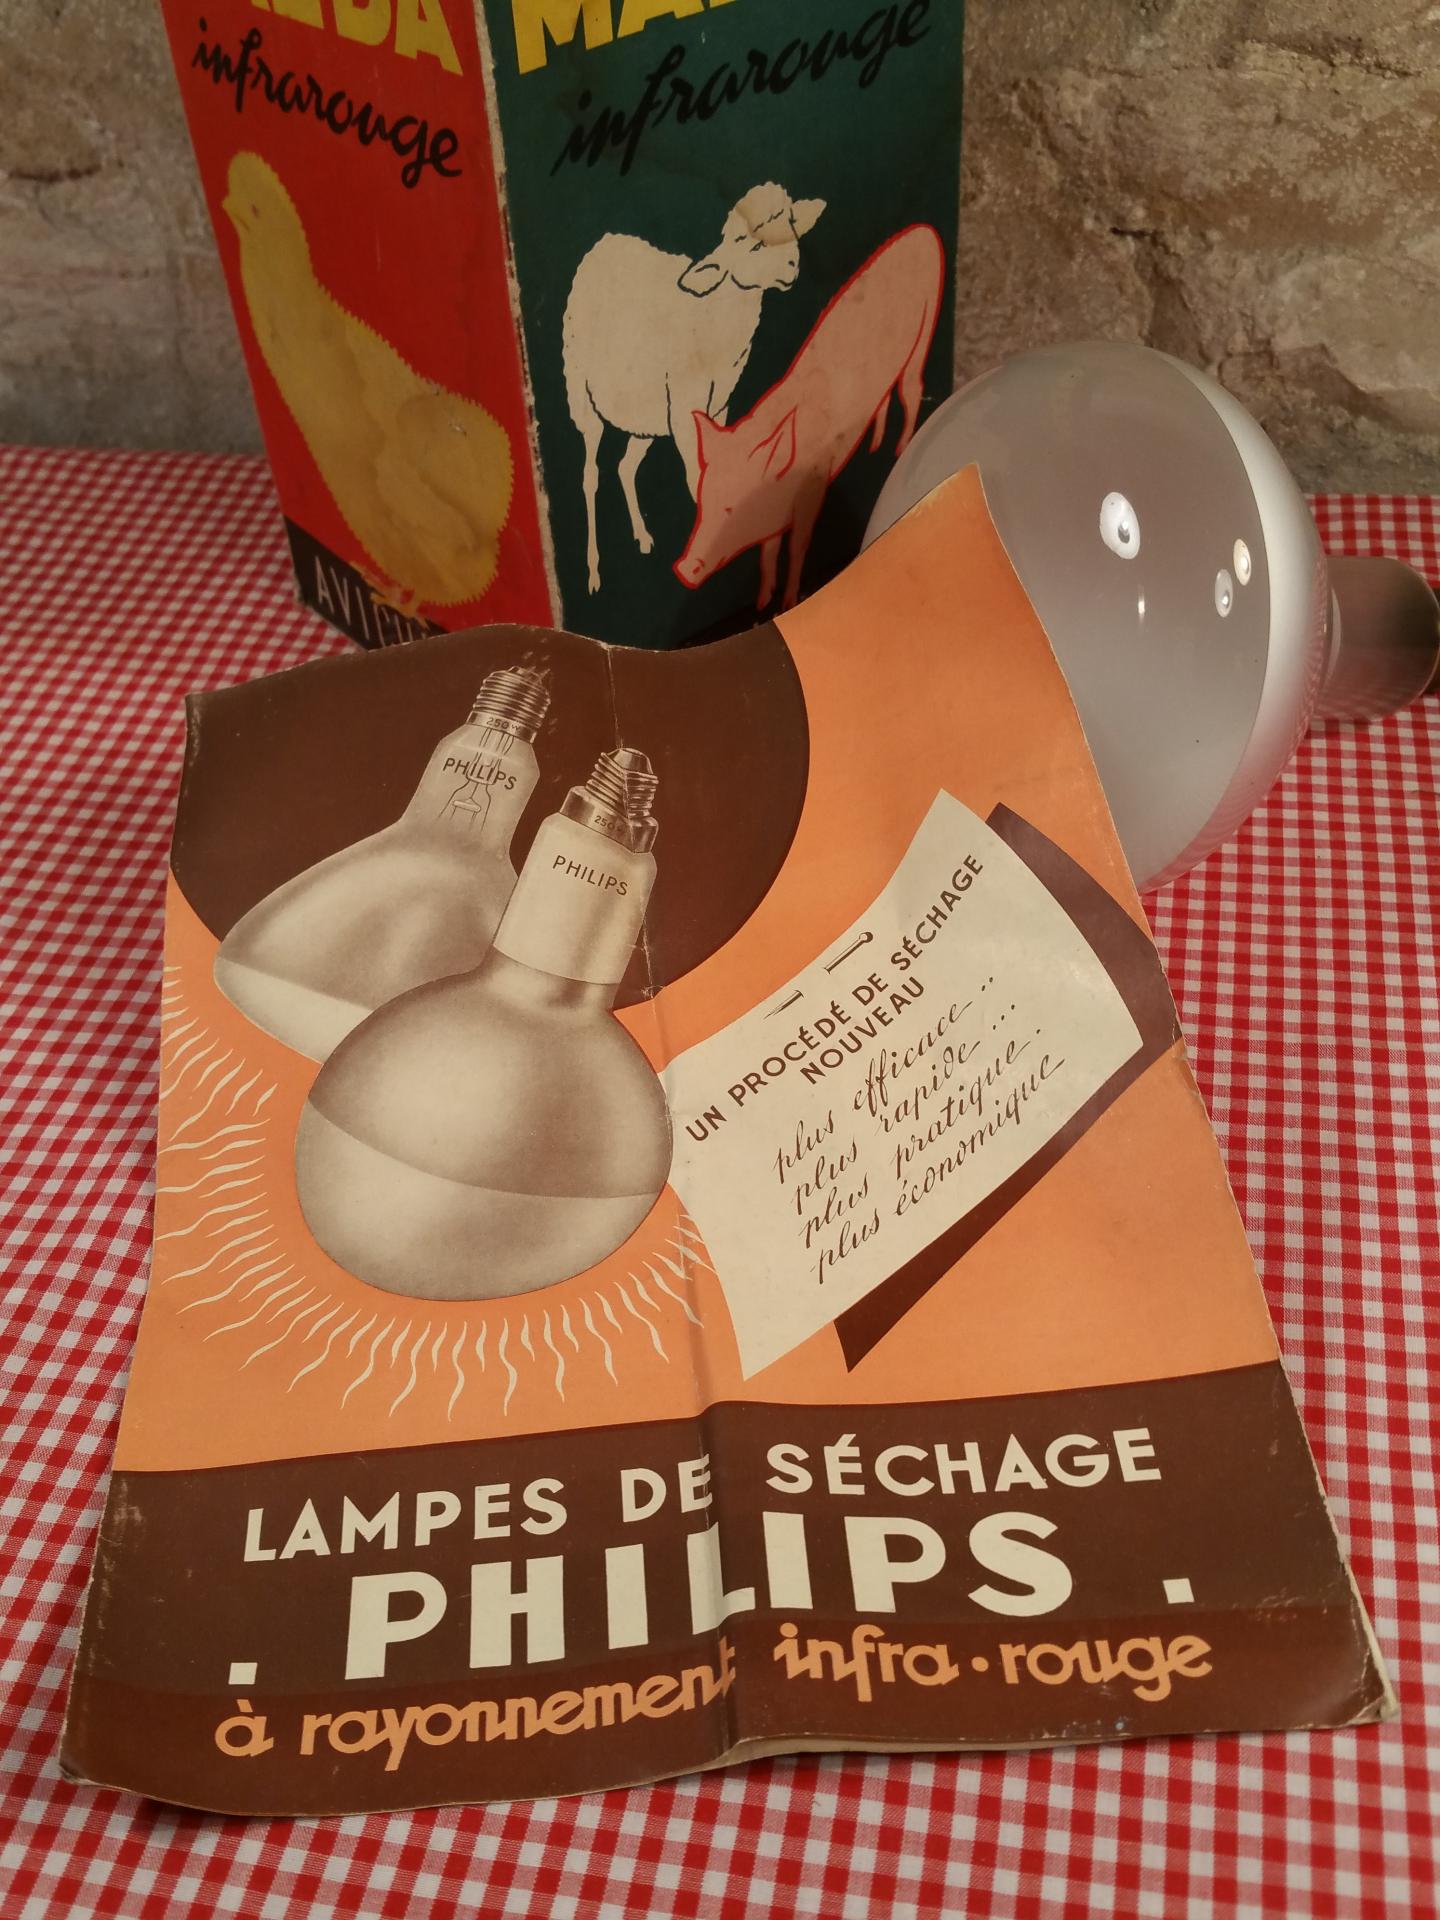 infrarouge
infrarouge
250 W
PHILIPS
250 W
PHILIPS
UN PROCÉDÉ DE SÉCHAGE
NOUVEAU
plus efficace ..
plus rapide ...
plus pratique .
plus économique
LAMPES DE SÉCHAGE
. PHILIPS .
à rayonnement infra·rouge